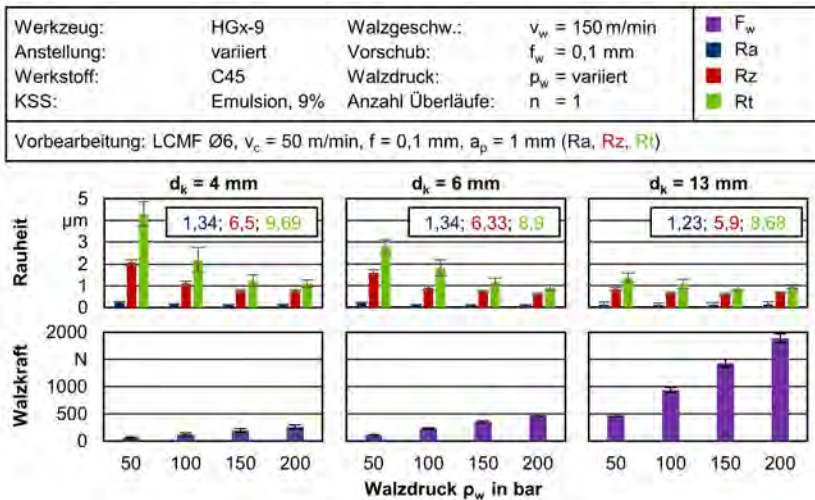 Werkzeug: HGx-9 Walzgeschw.: v_w = 150 m/min F_w
Anstellung: variiert Vorschub: f_w = 0,1 mm Ra
Werkstoff: C45 Walzdruck: p_w = variiert Rz
KSS: Emulsion, 9% Anzahl Überläufe: n = 1 Rt
Vorbearbeitung: LCMF Ø6, v_c = 50 m/min, f = 0,1 mm, a_p = 1 mm (Ra, Rz, Rt)
d_k = 4 mm d_k = 6 mm d_k = 13 mm
Rauheit
5
µm
3
2
1
0
1,34; 6,5; 9,69
1,34; 6,33; 8,9
1,23; 5,9; 8,68
Walzkraft
2000
N
1000
500
0
50 100 150 200 50 100 150 200 50 100 150 200
Walzdruck p_w in bar